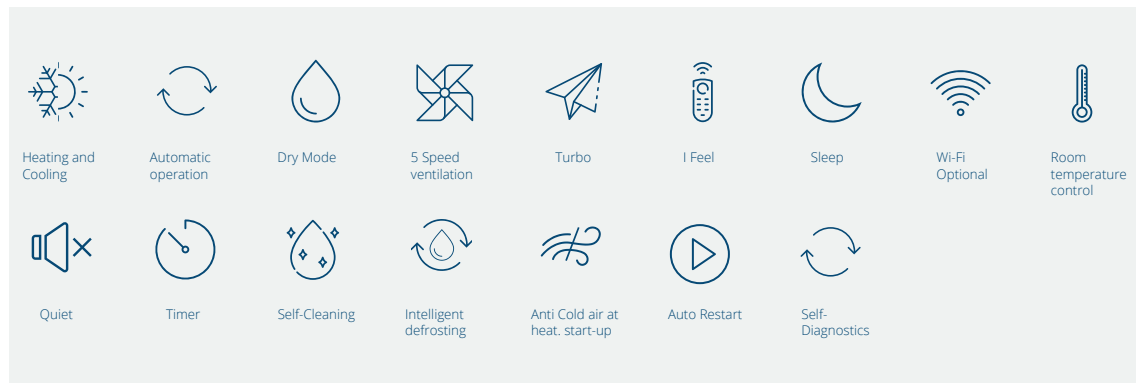 Heating and
Cooling
Automatic
operation
Dry Mode
5 Speed
ventilation
Turbo
I Feel
Sleep
Wi-Fi
Optional
Room
temperature
control
Quiet
Timer
Self-Cleaning
Intelligent
defrosting
Anti Cold air at
heat. start-up
Auto Restart
Self-
Diagnostics